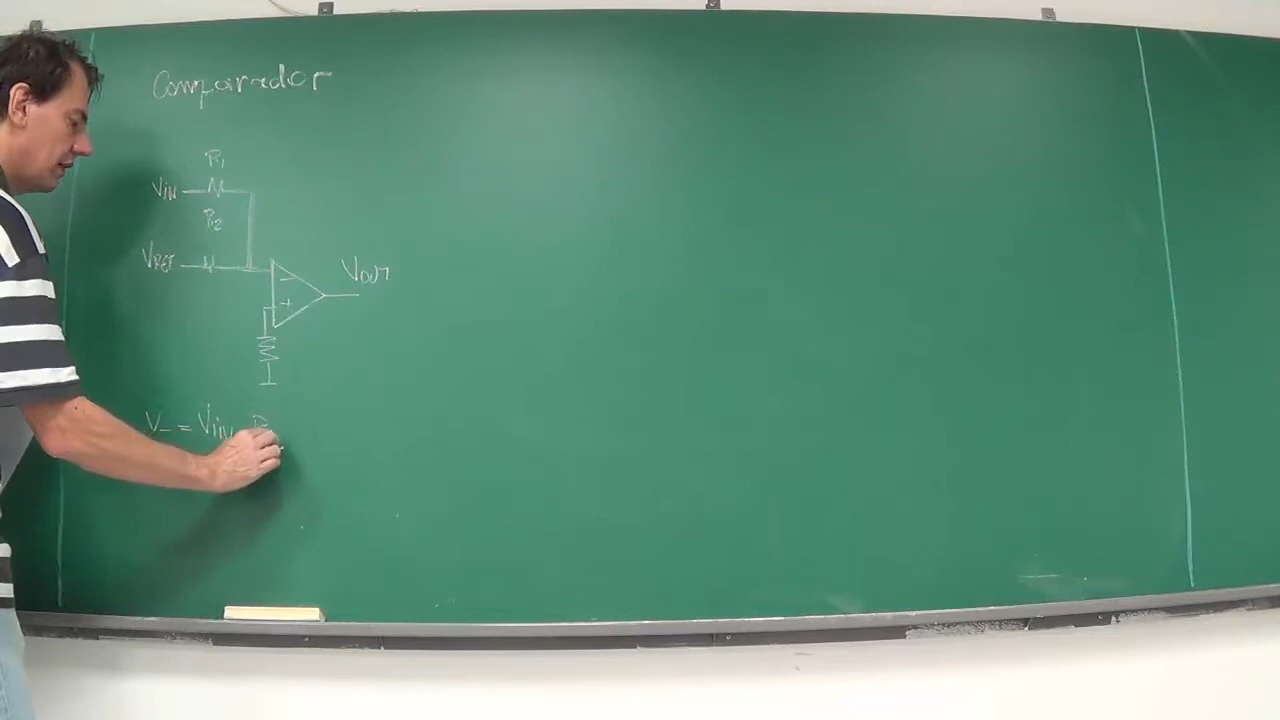 Comparador
R1
VIN
R2
VREF
VOUT
-
+
V- = Vin R